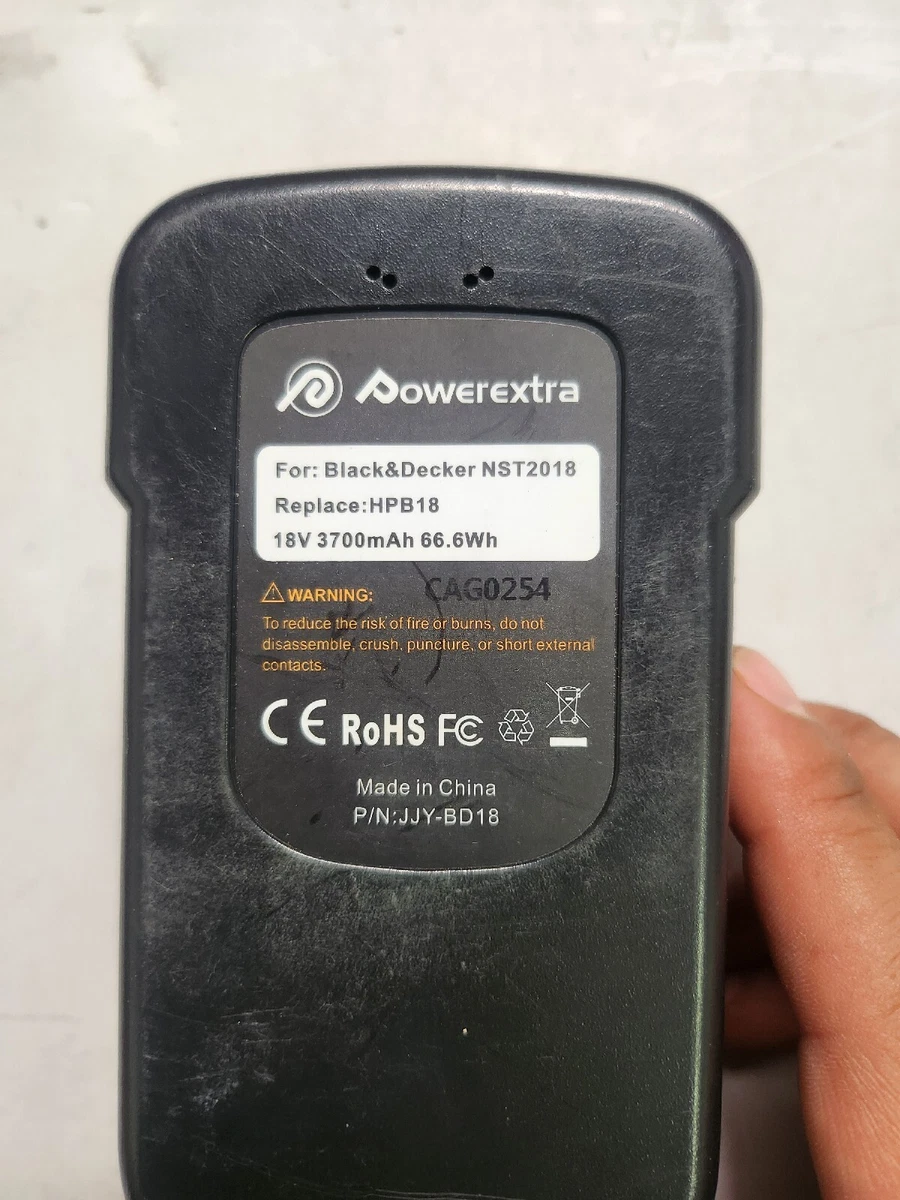 Powerextra
For: Black&Decker NST2018
Replace:HPB18
18V 3700mAh 66.6Wh
WARNING: CAG0254
To reduce the risk of fire or burns, do not
disassemble, crush, puncture, or short external
contacts.
CE RoHS FC
Made in China
P/N:JJY-BD18